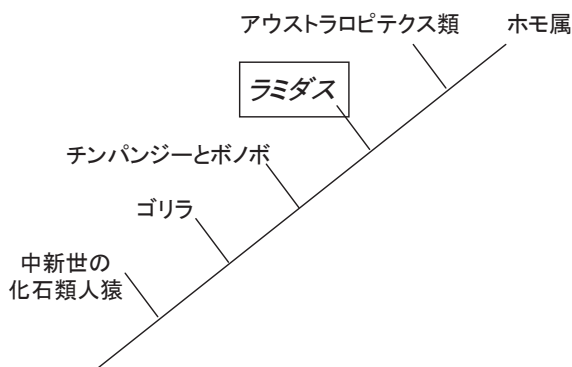 アウストラロピテクス類
ホモ属
ラミダス
チンパンジーとボノボ
ゴリラ
中新世の
化石類人猿